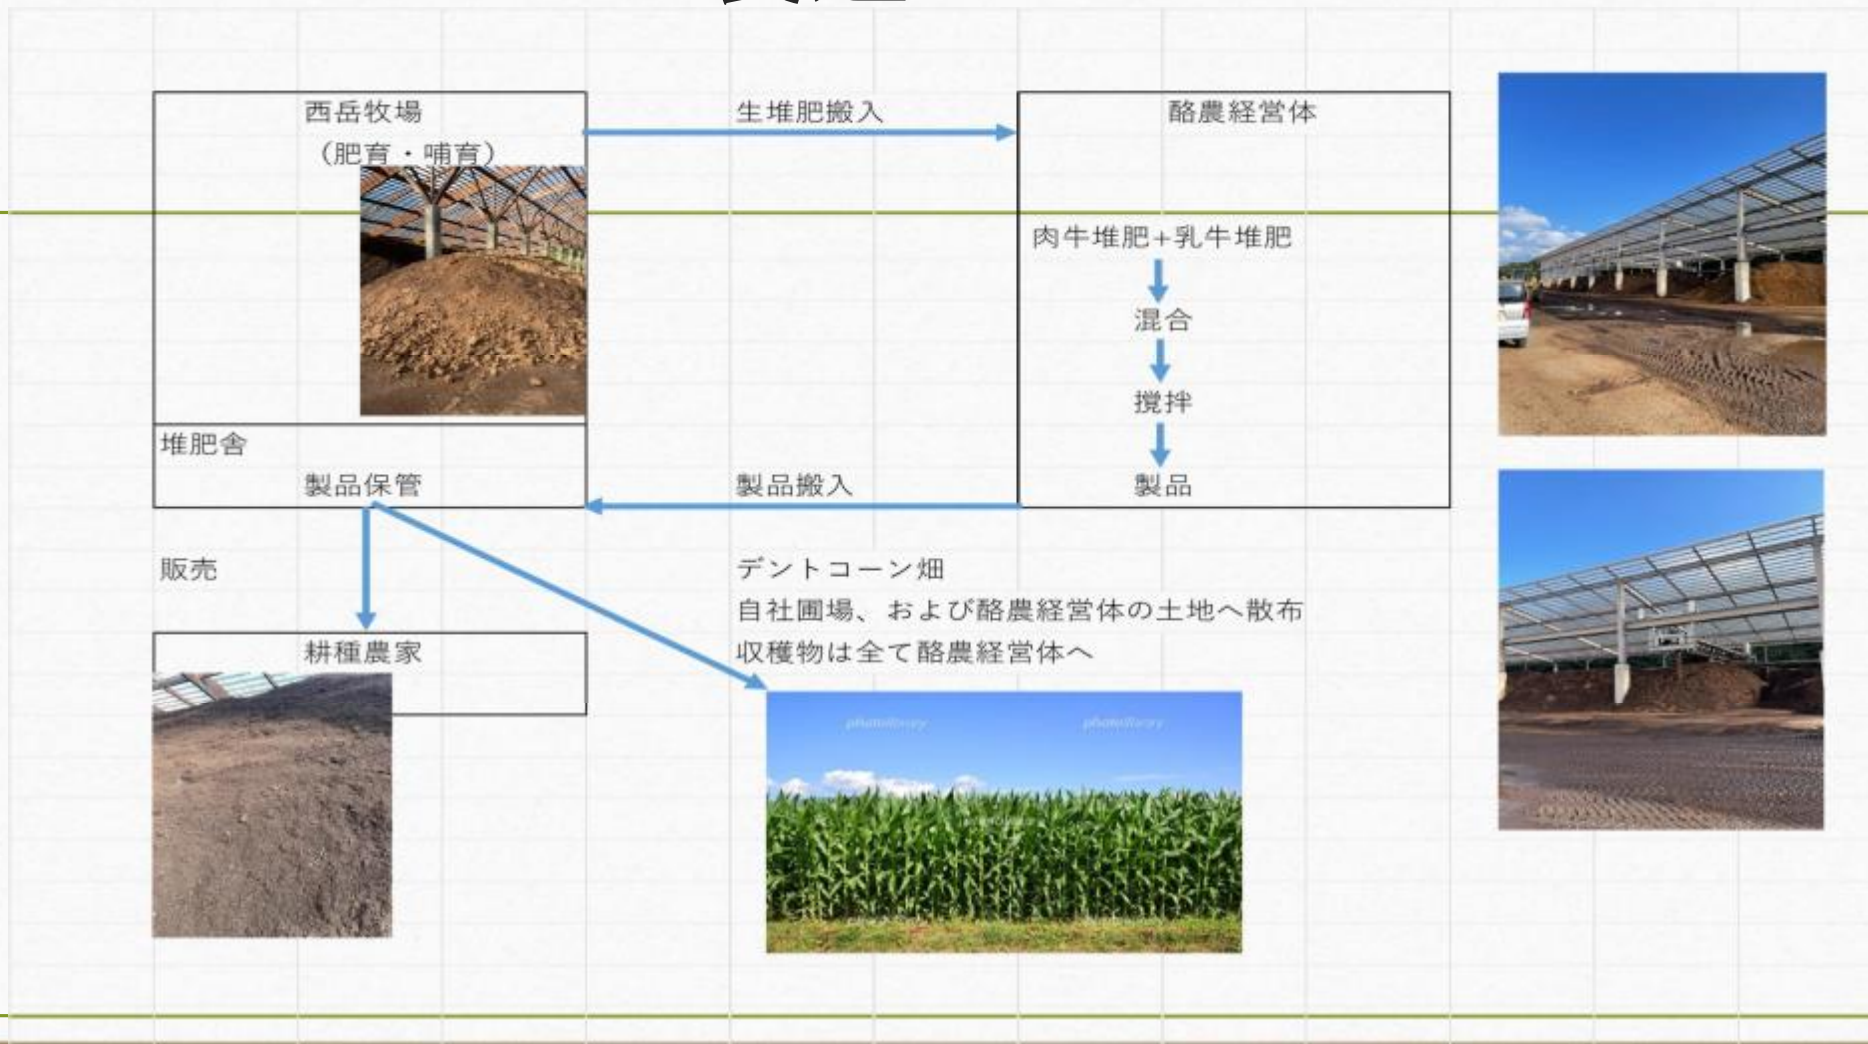 西岳牧場
（肥育・哺育）
生堆肥搬入
酪農経営体
肉牛堆肥+乳牛堆肥
混合
撹拌
製品
堆肥舎
製品保管
製品搬入
販売
耕種農家
デントコーン畑
自社圃場、および酪農経営体の土地へ散布
収穫物は全て酪農経営体へ
photolibrary
photolibrary